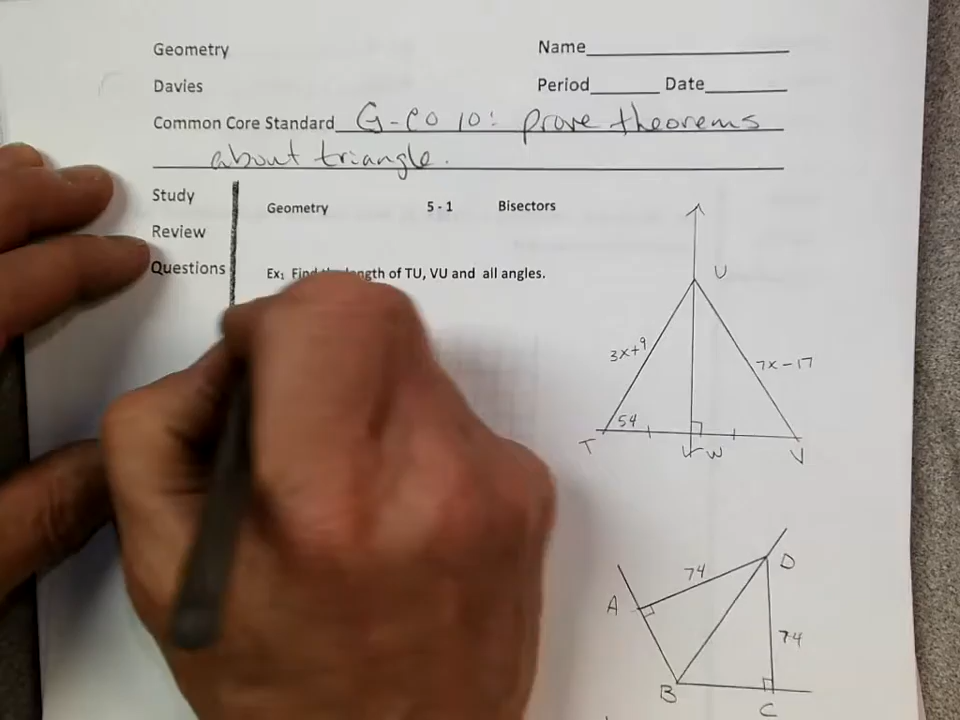 Geometry
Name
Davies
Period Date
Common Core Standard G-CO 10: prove theorems
about triangle.
Study
Geometry 5 - 1 Bisectors
Review
Questions
Ex1 Find length of TU, VU and all angles.
U
3x+9
7x-17
54
T
W
V
D
74
A
74
B
C